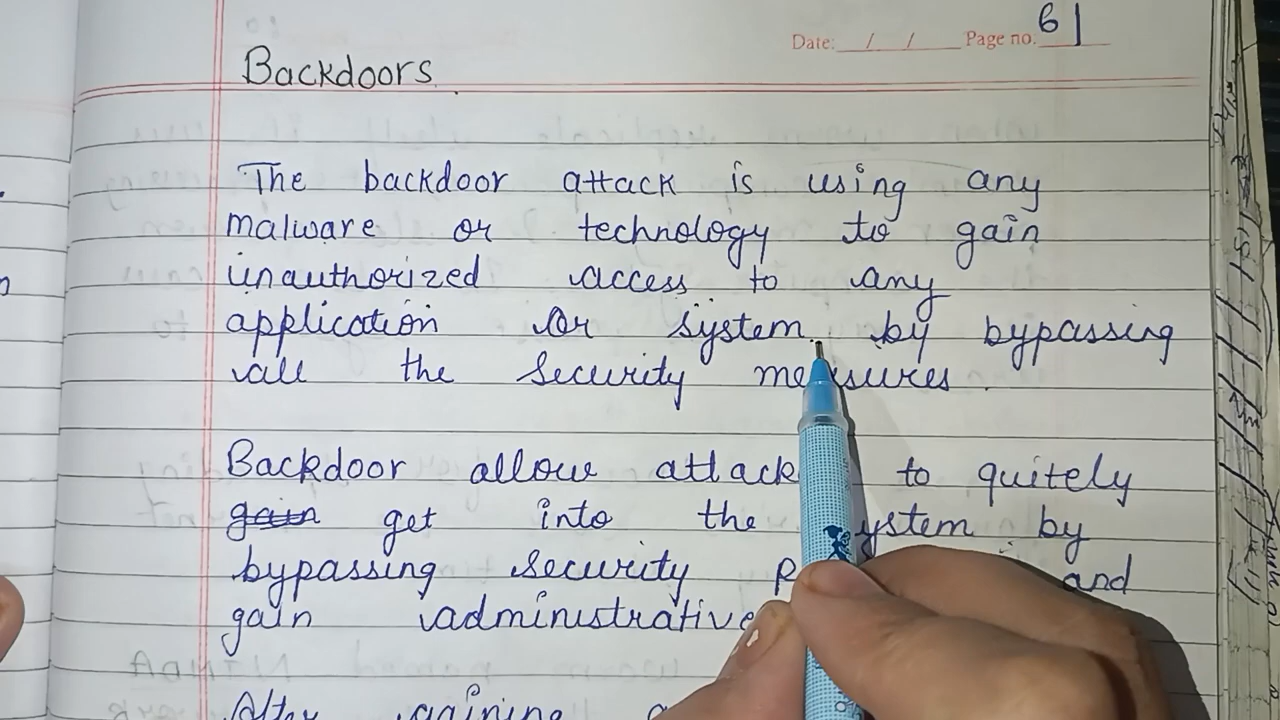 Date: / / Page no. 61
Backdoors.
The backdoor attack is using any
malware or technology to gain
unauthorized access to any
application or system by bypassing
all the security measures.
Backdoor allow attack to quitely
gain get into the system by
bypassing security and
gain administrative
After gaining